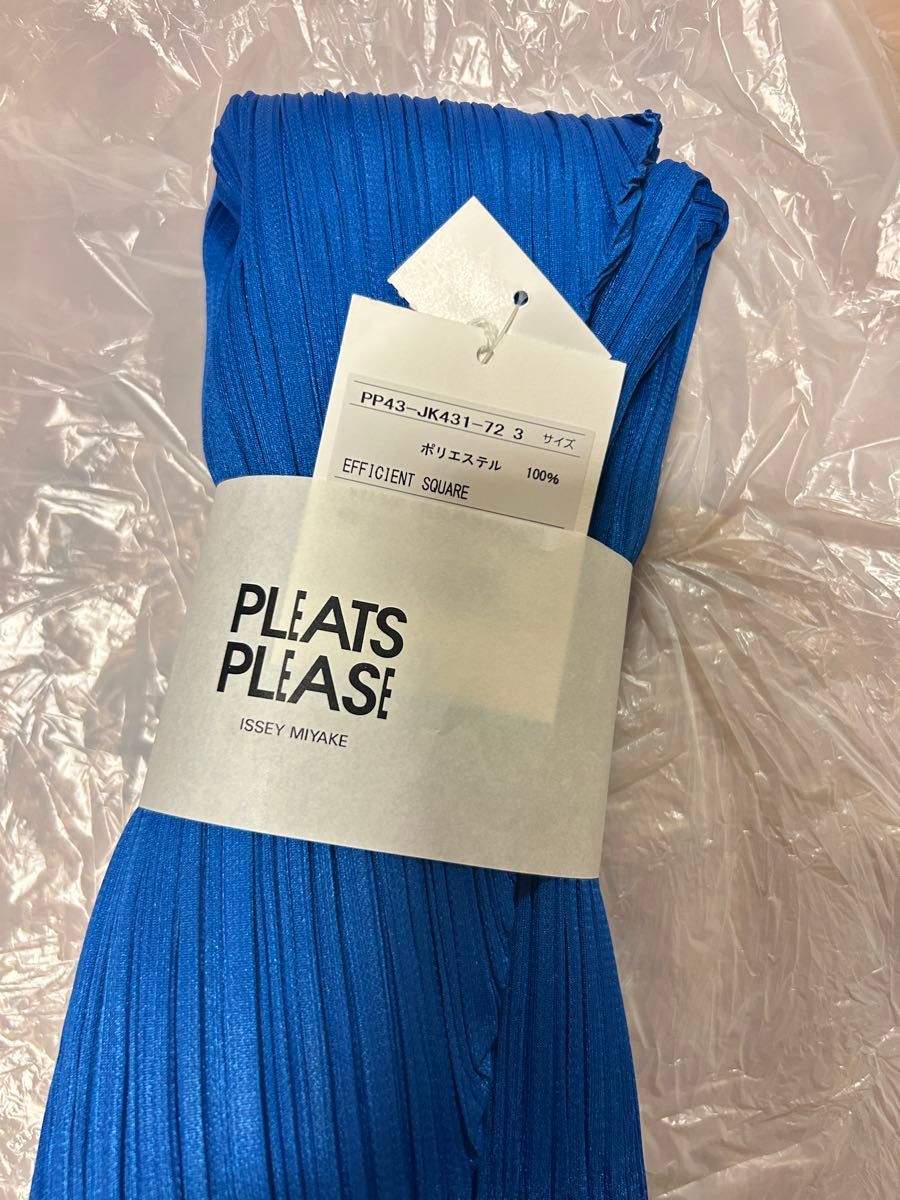 PP43-JK431-72 3 サイズ
ポリエステル 100%
EFFICIENT SQUARE
PLEATS
PLEASE
ISSEY MIYAKE